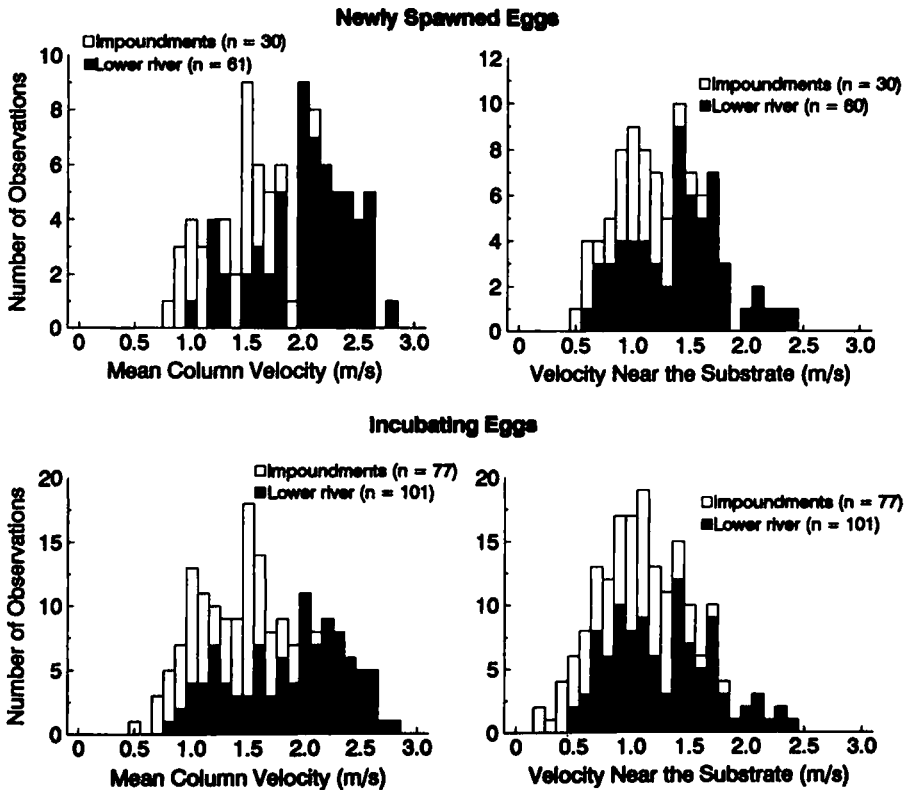 Newly Spawned Eggs
Impoundments (n = 30)
Lower river (n = 61)
Number of Observations
10
8
6
4
2
0
0 0.5 1.0 1.5 2.0 2.5 3.0
Mean Column Velocity (m/s)
Impoundments (n = 30)
Lower river (n = 60)
12
10
8
6
4
2
0
0 0.5 1.0 1.5 2.0 2.5 3.0
Velocity Near the Substrate (m/s)
Incubating Eggs
Impoundments (n = 77)
Lower river (n = 101)
Number of Observations
20
15
10
5
0
0 0.5 1.0 1.5 2.0 2.5 3.0
Mean Column Velocity (m/s)
Impoundments (n = 77)
Lower river (n = 101)
20
15
10
5
0
0 0.5 1.0 1.5 2.0 2.5 3.0
Velocity Near the Substrate (m/s)